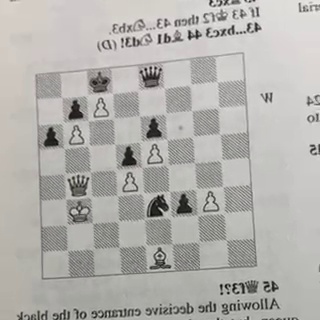 If 43 ♔f2 then 43...♘xb3.
43...bxc3 44 ♗d1 ♘d3! (D)
W
45 ♕f3?!
Allowing the decisive entrance of the black